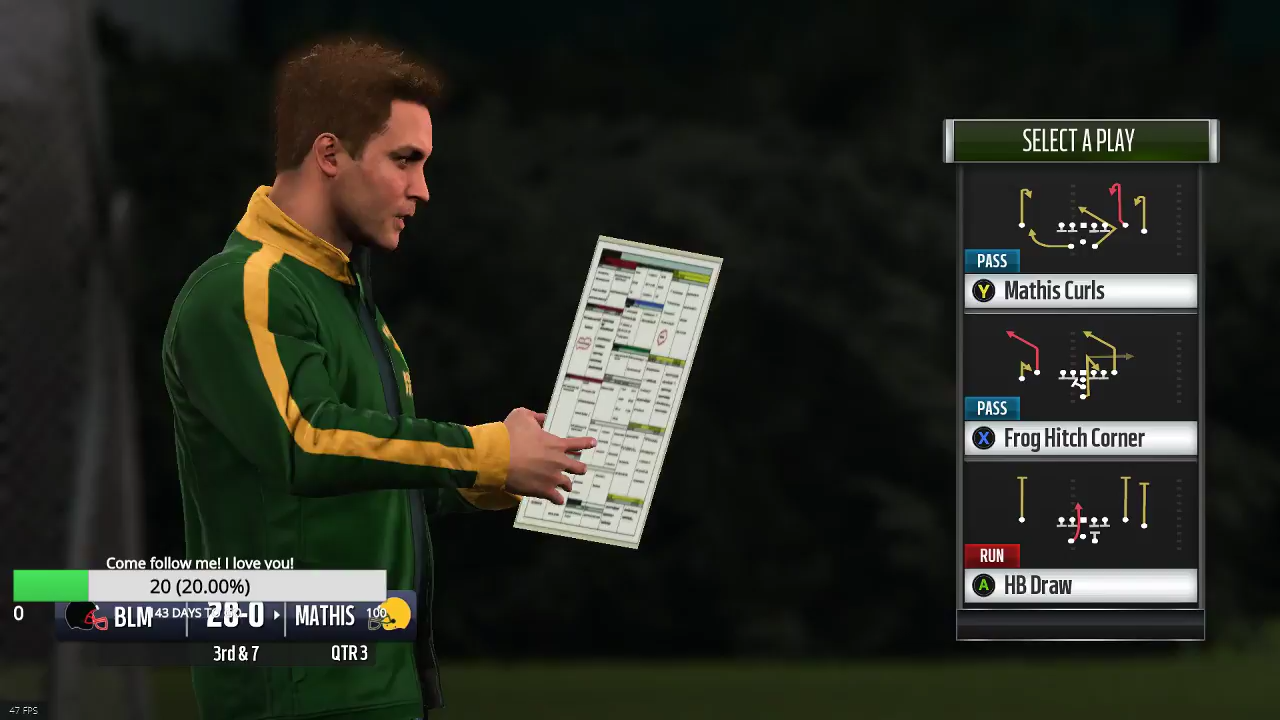 SELECT A PLAY
PASS
Y Mathis Curls
PASS
X Frog Hitch Corner
RUN
A HB Draw
Come follow me! I love you!
20 (20.00%)
0
100
BLM 28-0 MATHIS
3rd & 7 QTR 3
47 FPS